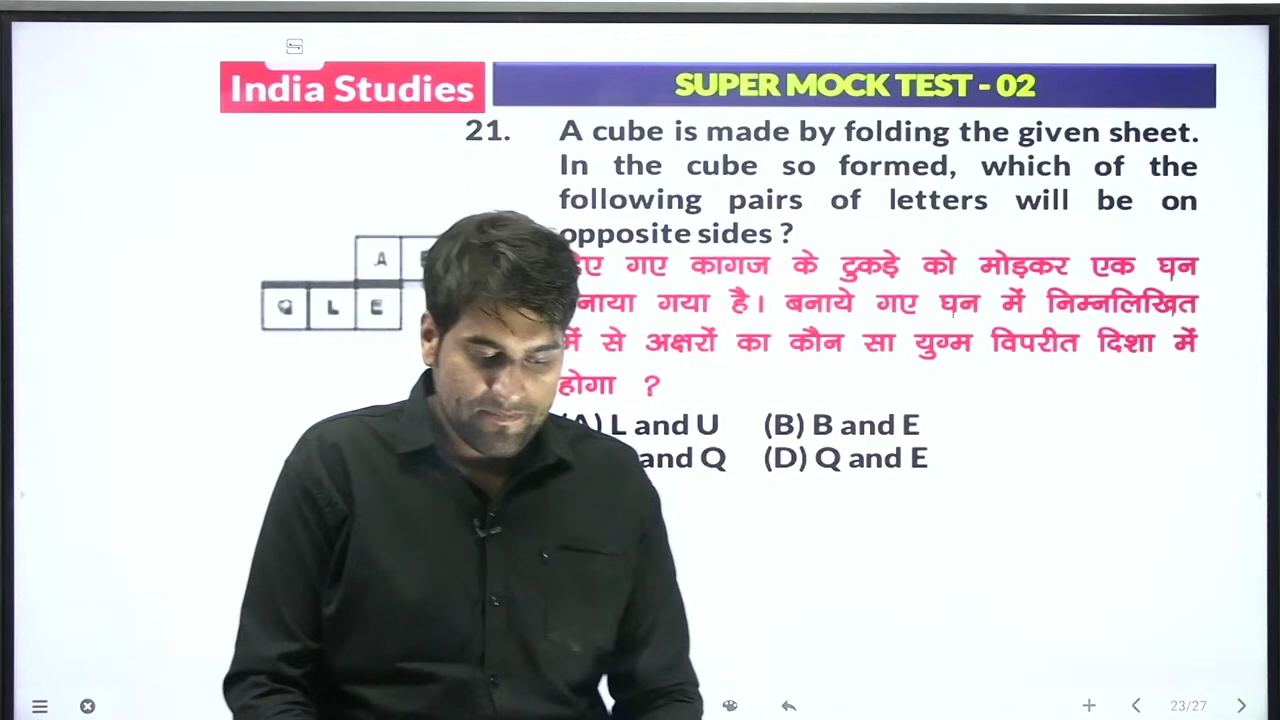 India Studies
SUPER MOCK TEST - 02
21. A cube is made by folding the given sheet.
In the cube so formed, which of the
following pairs of letters will be on
opposite sides ?
A
Q L E
गए कागज के टुकड़े को मोड़कर एक घन
गया है। बनाये गए घन में निम्नलिखित
में से अक्षरों का कौन सा युग्म विपरीत दिशा में
होगा ?
(A) L and U (B) B and E
and Q (D) Q and E
23/27